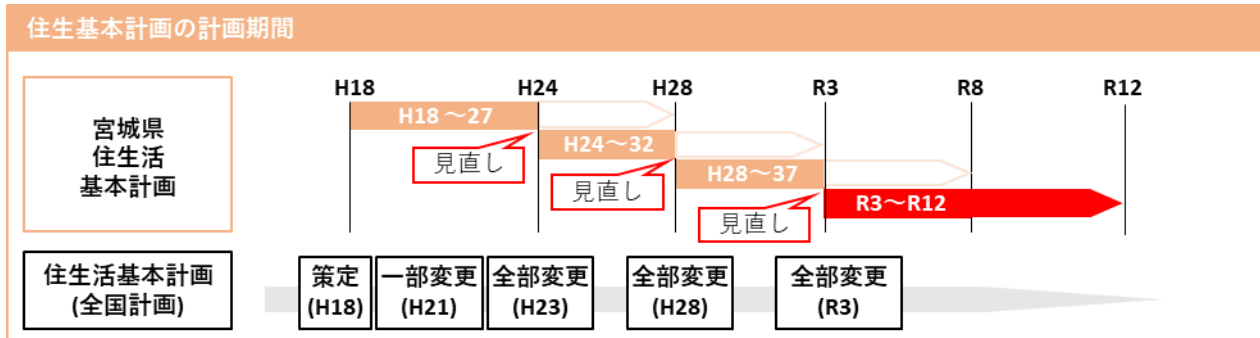 住生基本計画の計画期間
H18
H24
H28
R3
R8
R12
宮城県
住生活
基本計画
H18～27
見直し
H24～32
見直し
H28～37
見直し
R3～R12
住生活基本計画
(全国計画)
策定
(H18)
一部変更
(H21)
全部変更
(H23)
全部変更
(H28)
全部変更
(R3)